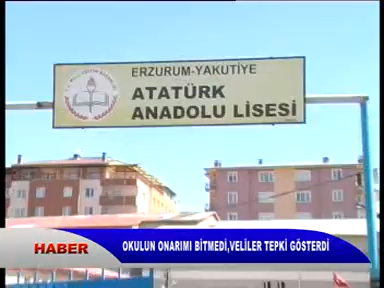 ERZURUM-YAKUTİYE
ATATÜRK
ANADOLU LİSESİ
HABER
OKULUN ONARIMI BİTMEDİ,VELİLER TEPKİ GÖSTERDİ